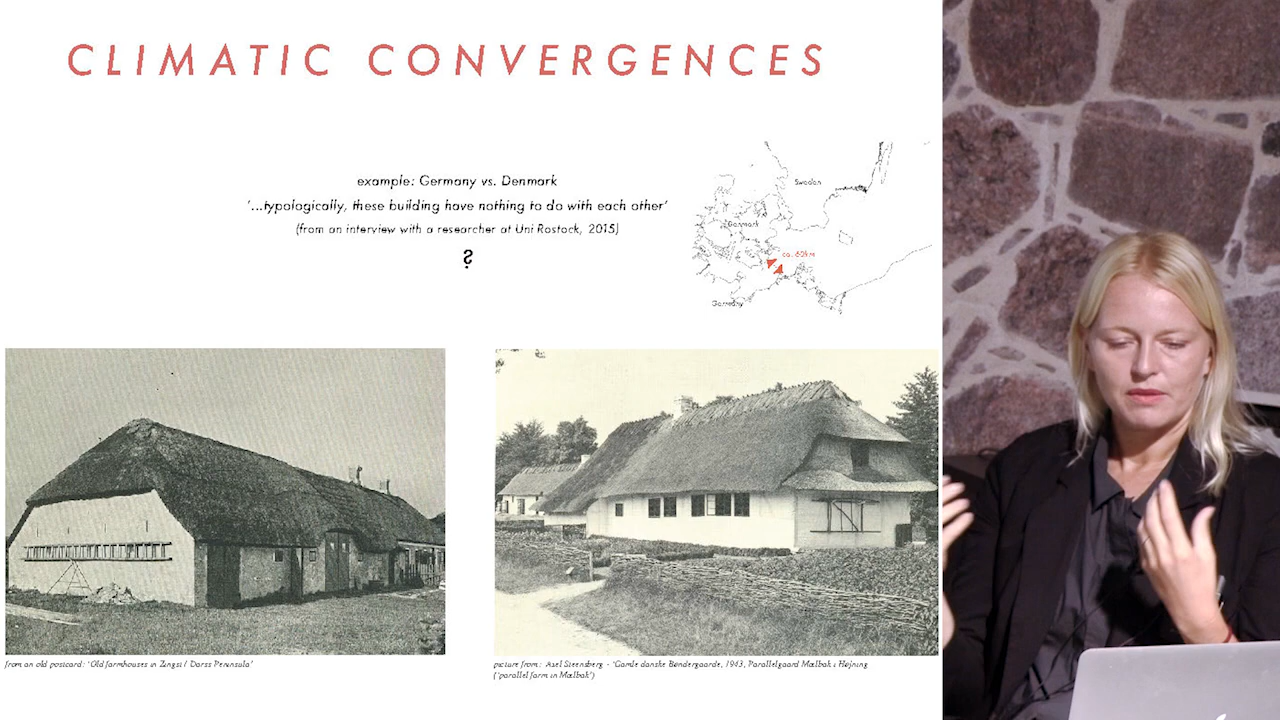 CLIMATIC CONVERGENCES
example: Germany vs. Denmark
'...typologically, these building have nothing to do with each other'
(from an interview with a researcher at Uni Rostock, 2015)
?
Sweden
Denmark
ca. 52km
Germany
from an old postcard: 'Old farmhouses in Zingst / Darss Peninsula'
picture from: Axel Steensberg - 'Gamle danske Bøndergaarde, 1943, Parallelgaard Mælbak i Højning
('parallel farm in Mælbak')